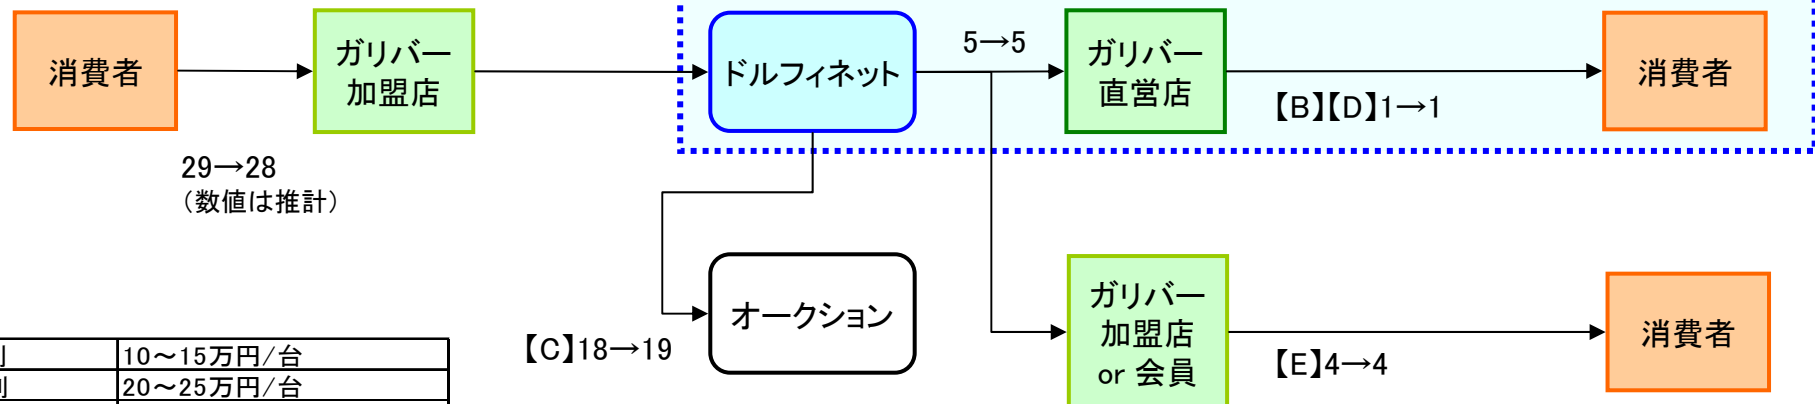 消費者
ガリバー
加盟店
ドルフィネット
5→5
ガリバー
直営店
【B】【D】1→1
消費者
29→28
（数値は推計）
オークション
【C】18→19
ガリバー
加盟店
or 会員
【E】4→4
消費者
10～15万円/台
20～25万円/台